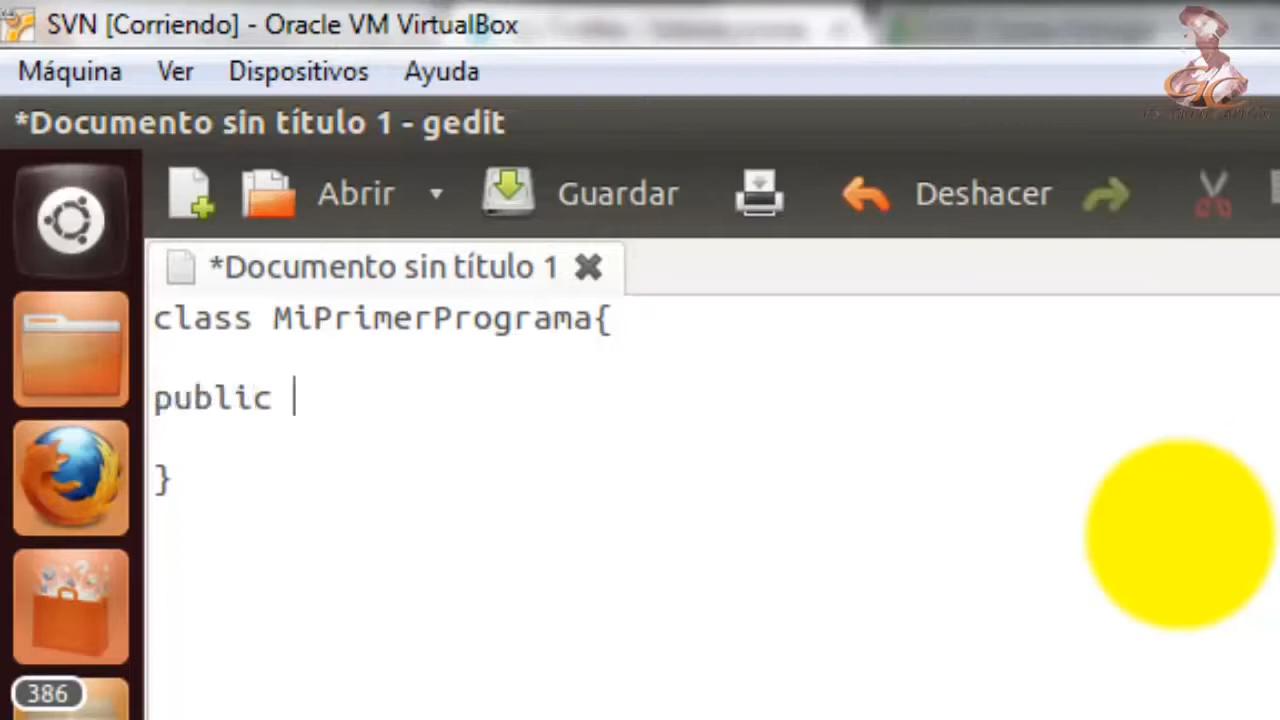 SVN [Corriendo] - Oracle VM VirtualBox
Máquina Ver Dispositivos Ayuda
*Documento sin título 1 - gedit
Abrir Guardar Deshacer
*Documento sin título 1
class MiPrimerPrograma{
public
}
386